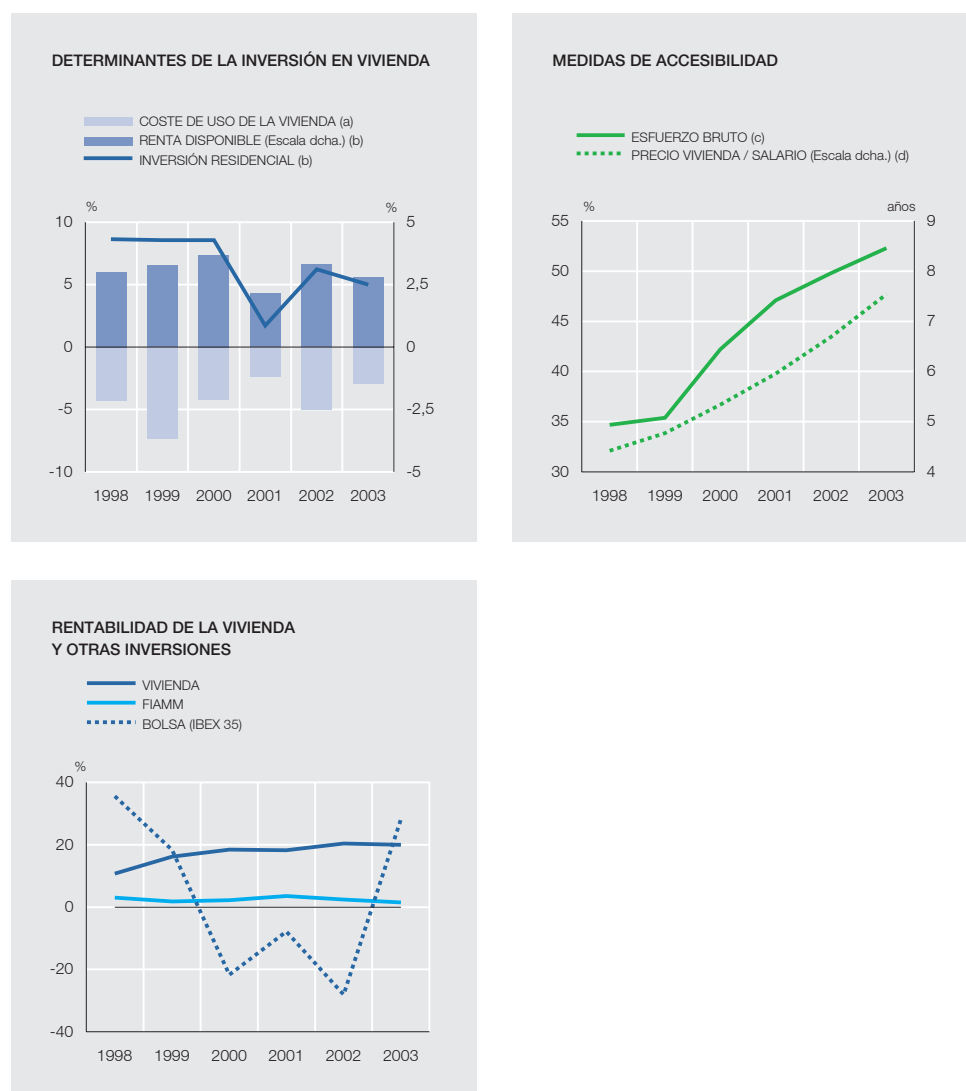 DETERMINANTES DE LA INVERSIÓN EN VIVIENDA
COSTE DE USO DE LA VIVIENDA (a)
RENTA DISPONIBLE (Escala dcha.) (b)
INVERSIÓN RESIDENCIAL (b)
% %
10 5
5 2,5
0 0
-5 -2,5
-10 -5
1998 1999 2000 2001 2002 2003
MEDIDAS DE ACCESIBILIDAD
ESFUERZO BRUTO (c)
PRECIO VIVIENDA / SALARIO (Escala dcha.) (d)
% años
55 9
50 8
45 7
40 6
35 5
30 4
1998 1999 2000 2001 2002 2003
RENTABILIDAD DE LA VIVIENDA
Y OTRAS INVERSIONES
VIVIENDA
FIAMM
BOLSA (IBEX 35)
%
40
20
0
-20
-40
1998 1999 2000 2001 2002 2003